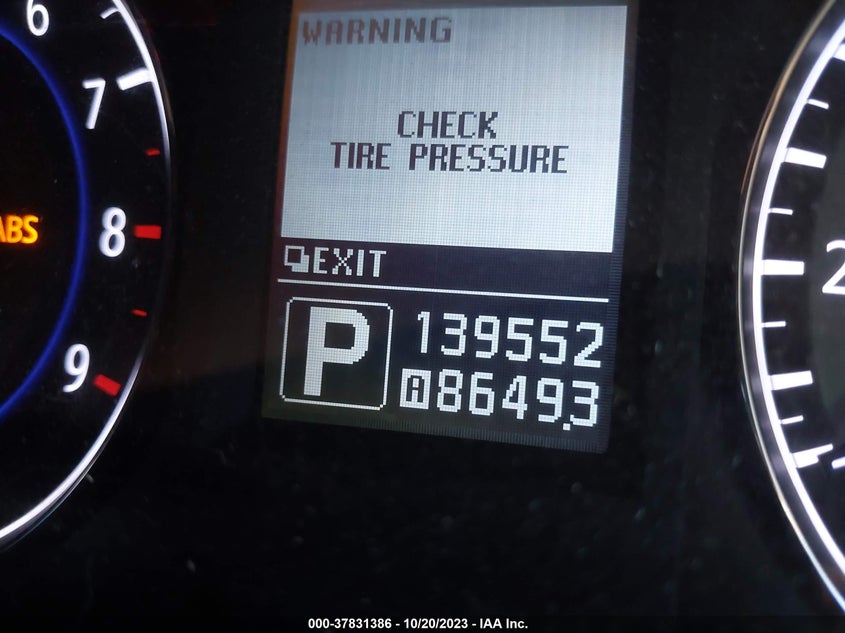 WARNING
CHECK
TIRE PRESSURE
EXIT
P
139552
A 8649.3
6
7
8
9
ABS
2
000-37831386 - 10/20/2023 - IAA Inc.